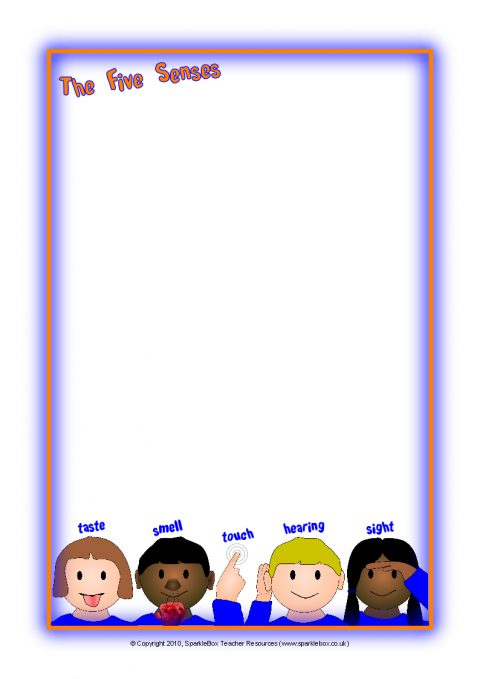 The Five Senses
taste
smell
touch
hearing
sight
© Copyright 2010, SparkleBox Teacher Resources (www.sparklebox.co.uk)